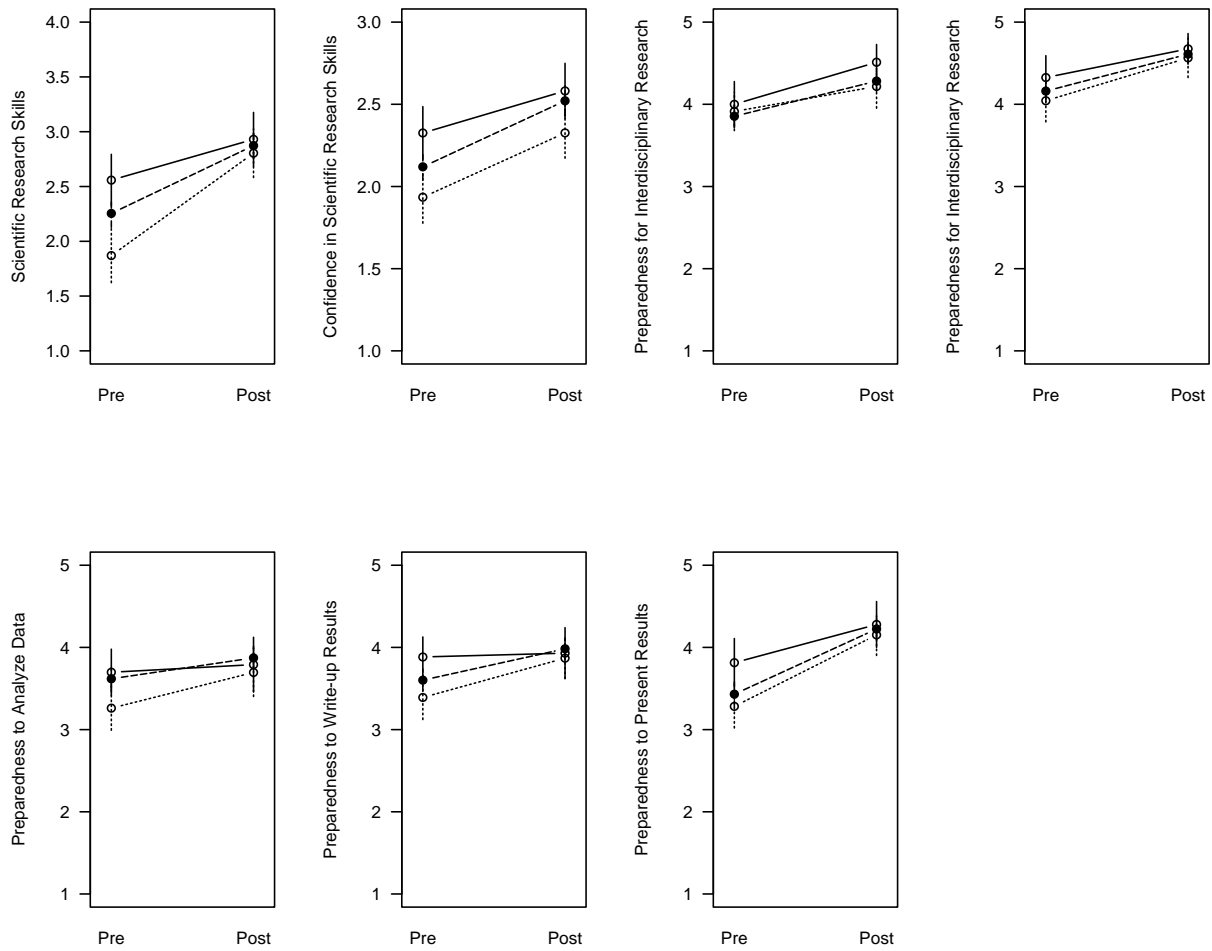 Scientific Research Skills
4.0
3.5
3.0
2.5
2.0
1.5
1.0
Pre Post
Confidence in Scientific Research Skills
3.0
2.5
2.0
1.5
1.0
Pre Post
Preparedness for Interdisciplinary Research
5
4
3
2
1
Pre Post
Preparedness for Interdisciplinary Research
5
4
3
2
1
Pre Post
Preparedness to Analyze Data
5
4
3
2
1
Pre Post
Preparedness to Write-up Results
5
4
3
2
1
Pre Post
Preparedness to Present Results
5
4
3
2
1
Pre Post